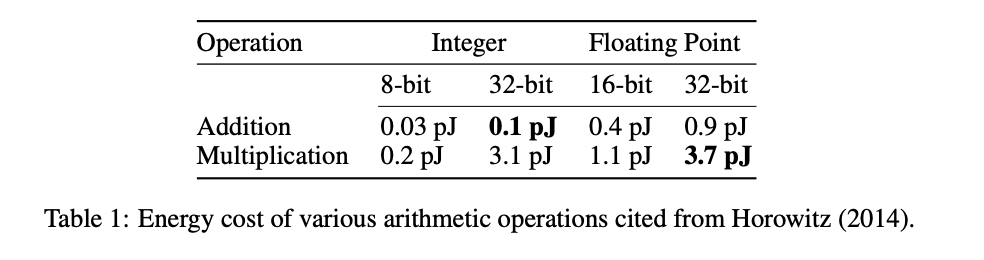 Operation Integer Floating Point
8-bit 32-bit 16-bit 32-bit
Addition 0.03 pJ 0.1 pJ 0.4 pJ 0.9 pJ
Multiplication 0.2 pJ 3.1 pJ 1.1 pJ 3.7 pJ
Table 1: Energy cost of various arithmetic operations cited from Horowitz (2014).